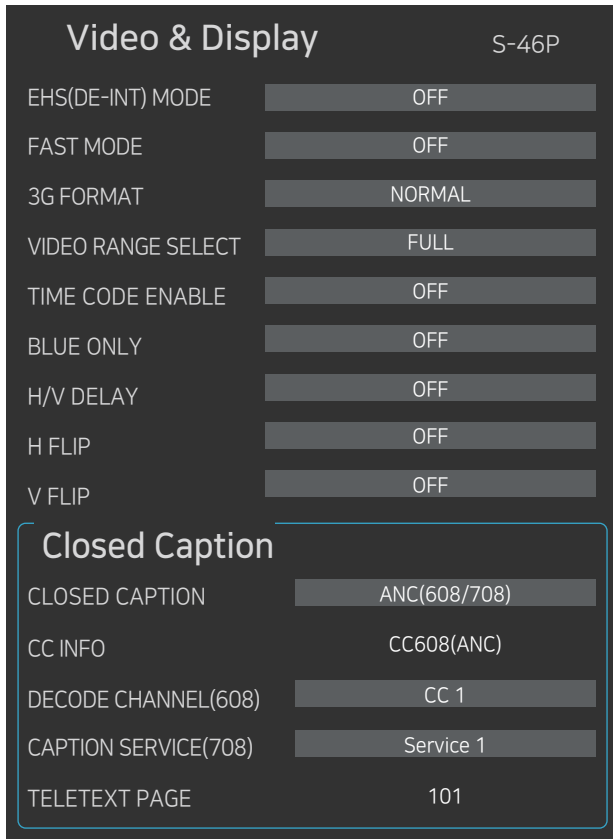 Video & Display S-46P
EHS(DE-INT) MODE OFF
FAST MODE OFF
3G FORMAT NORMAL
VIDEO RANGE SELECT FULL
TIME CODE ENABLE OFF
BLUE ONLY OFF
H/V DELAY OFF
H FLIP OFF
V FLIP OFF
Closed Caption
CLOSED CAPTION ANC(608/708)
CC INFO CC608(ANC)
DECODE CHANNEL(608) CC 1
CAPTION SERVICE(708) Service 1
TELETEXT PAGE 101